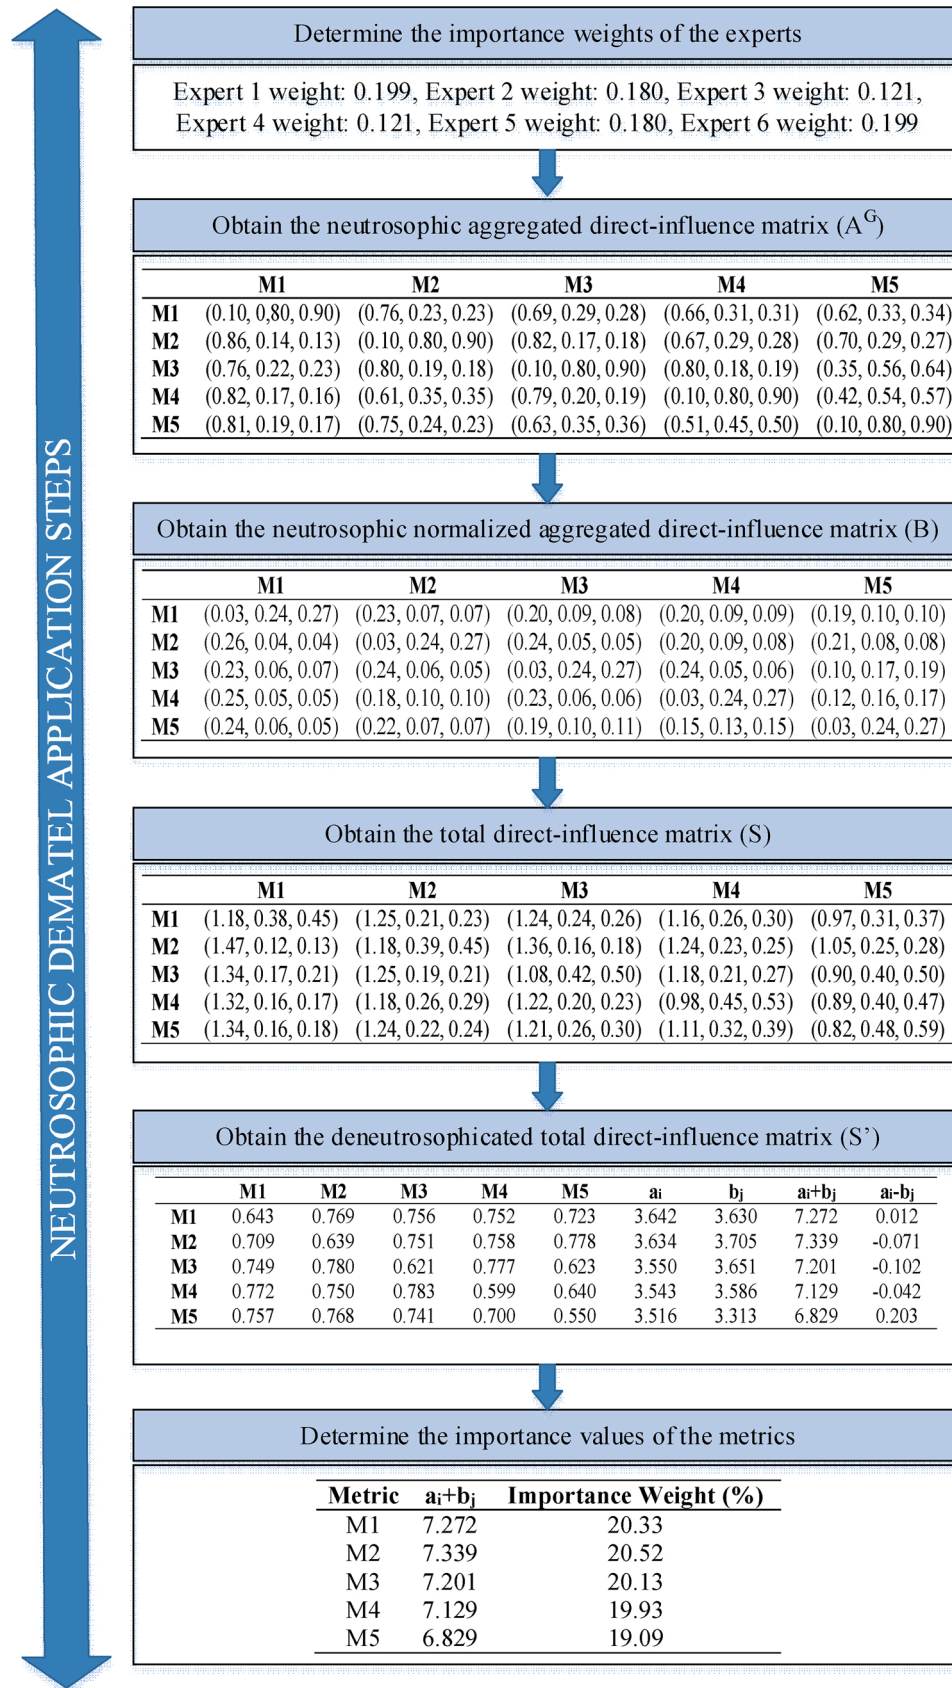 NEUTROSOPHIC DEMATEL APPLICATION STEPS
Determine the importance weights of the experts
Expert 1 weight: 0.199, Expert 2 weight: 0.180, Expert 3 weight: 0.121,
Expert 4 weight: 0.121, Expert 5 weight: 0.180, Expert 6 weight: 0.199
Obtain the neutrosophic aggregated direct-influence matrix (A^G)
M1 M2 M3 M4 M5
M1 (0.10, 0,80, 0.90) (0.76, 0.23, 0.23) (0.69, 0.29, 0.28) (0.66, 0.31, 0.31) (0.62, 0.33, 0.34)
M2 (0.86, 0.14, 0.13) (0.10, 0.80, 0.90) (0.82, 0.17, 0.18) (0.67, 0.29, 0.28) (0.70, 0.29, 0.27)
M3 (0.76, 0.22, 0.23) (0.80, 0.19, 0.18) (0.10, 0.80, 0.90) (0.80, 0.18, 0.19) (0.35, 0.56, 0.64)
M4 (0.82, 0.17, 0.16) (0.61, 0.35, 0.35) (0.79, 0.20, 0.19) (0.10, 0.80, 0.90) (0.42, 0.54, 0.57)
M5 (0.81, 0.19, 0.17) (0.75, 0.24, 0.23) (0.63, 0.35, 0.36) (0.51, 0.45, 0.50) (0.10, 0.80, 0.90)
Obtain the neutrosophic normalized aggregated direct-influence matrix (B)
M1 M2 M3 M4 M5
M1 (0.03, 0.24, 0.27) (0.23, 0.07, 0.07) (0.20, 0.09, 0.08) (0.20, 0.09, 0.09) (0.19, 0.10, 0.10)
M2 (0.26, 0.04, 0.04) (0.03, 0.24, 0.27) (0.24, 0.05, 0.05) (0.20, 0.09, 0.08) (0.21, 0.08, 0.08)
M3 (0.23, 0.06, 0.07) (0.24, 0.06, 0.05) (0.03, 0.24, 0.27) (0.24, 0.05, 0.06) (0.10, 0.17, 0.19)
M4 (0.25, 0.05, 0.05) (0.18, 0.10, 0.10) (0.23, 0.06, 0.06) (0.03, 0.24, 0.27) (0.12, 0.16, 0.17)
M5 (0.24, 0.06, 0.05) (0.22, 0.07, 0.07) (0.19, 0.10, 0.11) (0.15, 0.13, 0.15) (0.03, 0.24, 0.27)
Obtain the total direct-influence matrix (S)
M1 M2 M3 M4 M5
M1 (1.18, 0.38, 0.45) (1.25, 0.21, 0.23) (1.24, 0.24, 0.26) (1.16, 0.26, 0.30) (0.97, 0.31, 0.37)
M2 (1.47, 0.12, 0.13) (1.18, 0.39, 0.45) (1.36, 0.16, 0.18) (1.24, 0.23, 0.25) (1.05, 0.25, 0.28)
M3 (1.34, 0.17, 0.21) (1.25, 0.19, 0.21) (1.08, 0.42, 0.50) (1.18, 0.21, 0.27) (0.90, 0.40, 0.50)
M4 (1.32, 0.16, 0.17) (1.18, 0.26, 0.29) (1.22, 0.20, 0.23) (0.98, 0.45, 0.53) (0.89, 0.40, 0.47)
M5 (1.34, 0.16, 0.18) (1.24, 0.22, 0.24) (1.21, 0.26, 0.30) (1.11, 0.32, 0.39) (0.82, 0.48, 0.59)
Obtain the deneutrosophicated total direct-influence matrix (S’)
M1 M2 M3 M4 M5 aᵢ bⱼ aᵢ+bⱼ aᵢ-bⱼ
M1 0.643 0.769 0.756 0.752 0.723 3.642 3.630 7.272 0.012
M2 0.709 0.639 0.751 0.758 0.778 3.634 3.705 7.339 -0.071
M3 0.749 0.780 0.621 0.777 0.623 3.550 3.651 7.201 -0.102
M4 0.772 0.750 0.783 0.599 0.640 3.543 3.586 7.129 -0.042
M5 0.757 0.768 0.741 0.700 0.550 3.516 3.313 6.829 0.203
Determine the importance values of the metrics
Metric aᵢ+bⱼ Importance Weight (%)
M1 7.272 20.33
M2 7.339 20.52
M3 7.201 20.13
M4 7.129 19.93
M5 6.829 19.09